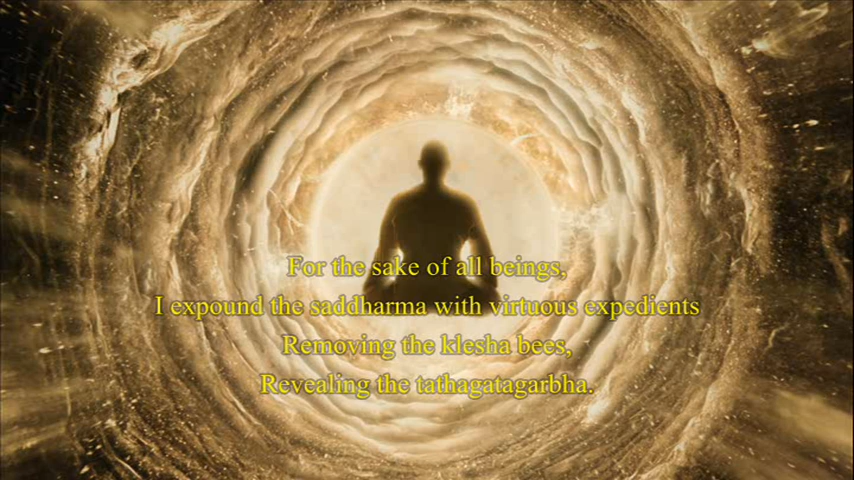 For the sake of all beings,
I expound the saddharma with virtuous expedients
Removing the klesha bees,
Revealing the tathagatagarbha.